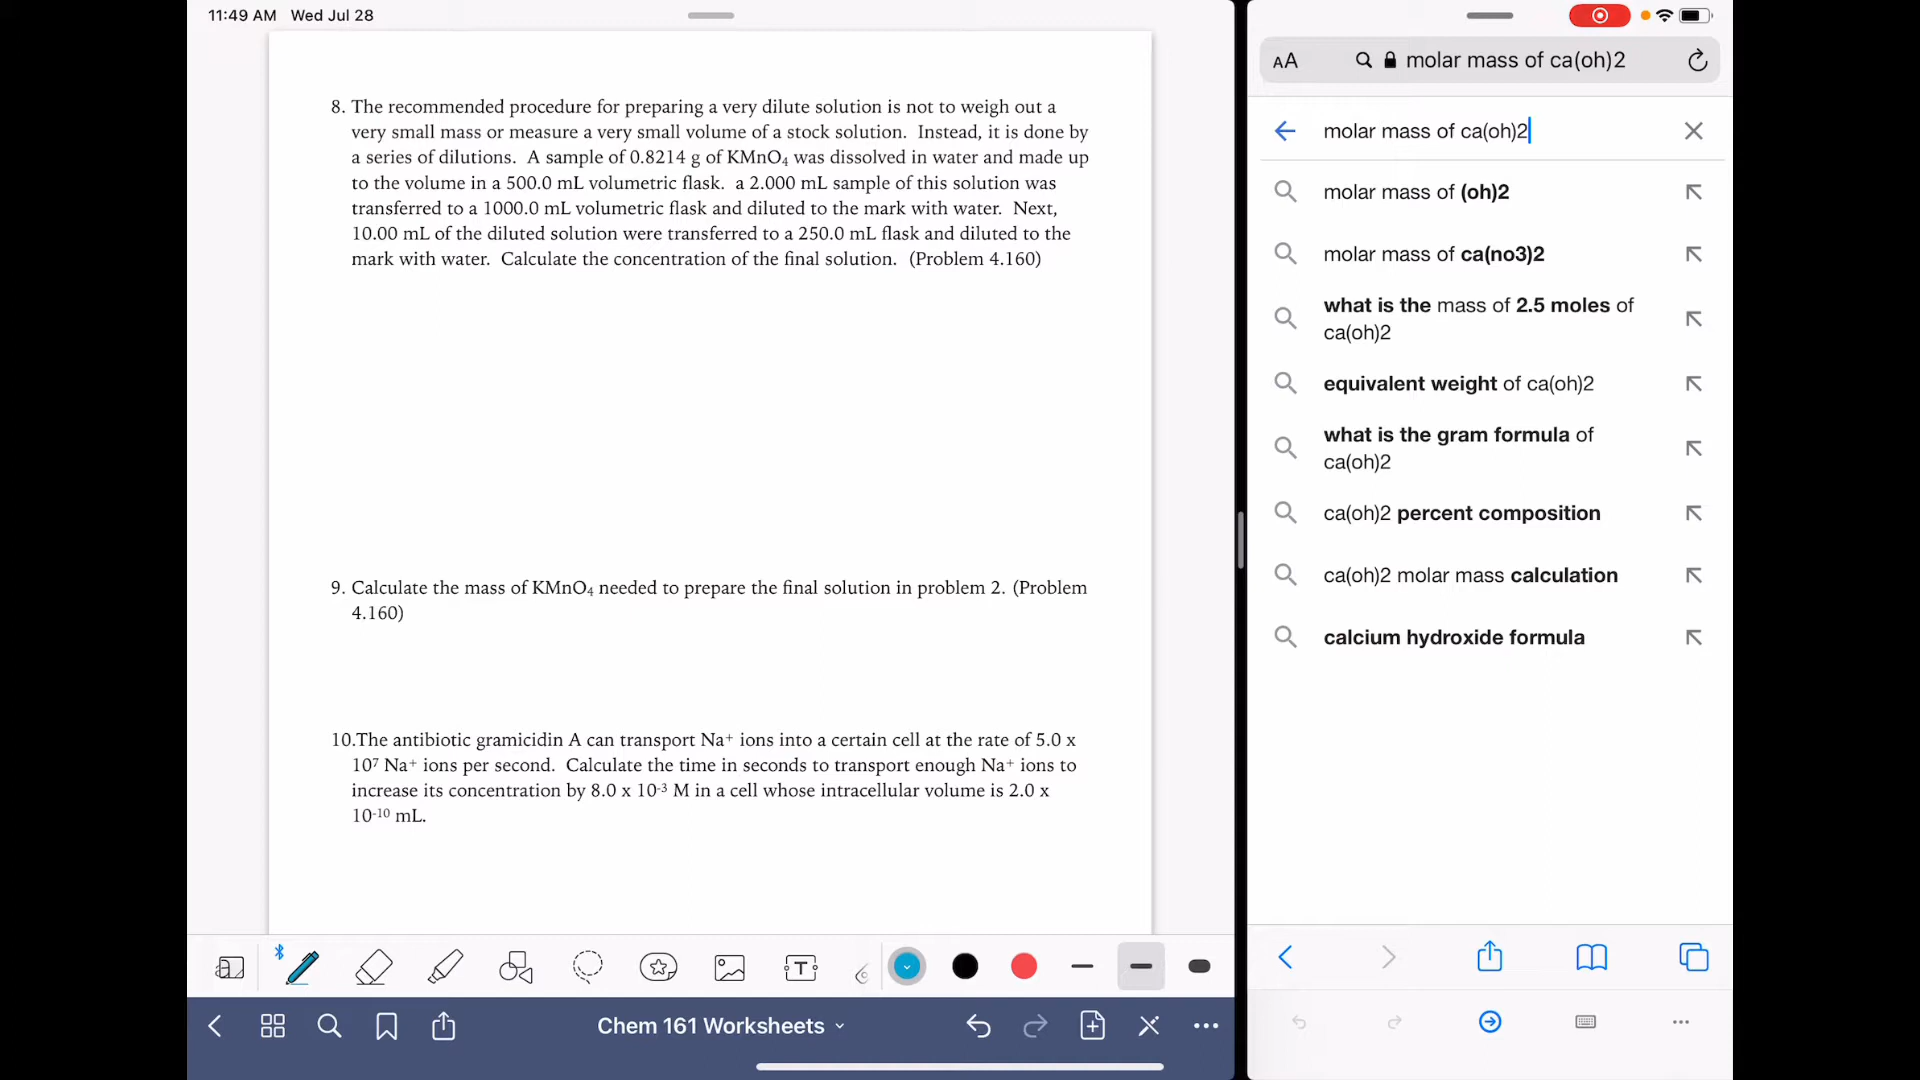 11:49 AM Wed Jul 28
8. The recommended procedure for preparing a very dilute solution is not to weigh out a
very small mass or measure a very small volume of a stock solution. Instead, it is done by
a series of dilutions. A sample of 0.8214 g of KMnO₄ was dissolved in water and made up
to the volume in a 500.0 mL volumetric flask. a 2.000 mL sample of this solution was
transferred to a 1000.0 mL volumetric flask and diluted to the mark with water. Next,
10.00 mL of the diluted solution were transferred to a 250.0 mL flask and diluted to the
mark with water. Calculate the concentration of the final solution. (Problem 4.160)
9. Calculate the mass of KMnO₄ needed to prepare the final solution in problem 2. (Problem
4.160)
10.The antibiotic gramicidin A can transport Na⁺ ions into a certain cell at the rate of 5.0 x
10⁷ Na⁺ ions per second. Calculate the time in seconds to transport enough Na⁺ ions to
increase its concentration by 8.0 x 10⁻³ M in a cell whose intracellular volume is 2.0 x
10⁻¹⁰ mL.
a
T
Chem 161 Worksheets
AA molar mass of ca(oh)2
molar mass of ca(oh)2
molar mass of (oh)2
molar mass of ca(no3)2
what is the mass of 2.5 moles of
ca(oh)2
equivalent weight of ca(oh)2
what is the gram formula of
ca(oh)2
ca(oh)2 percent composition
ca(oh)2 molar mass calculation
calcium hydroxide formula